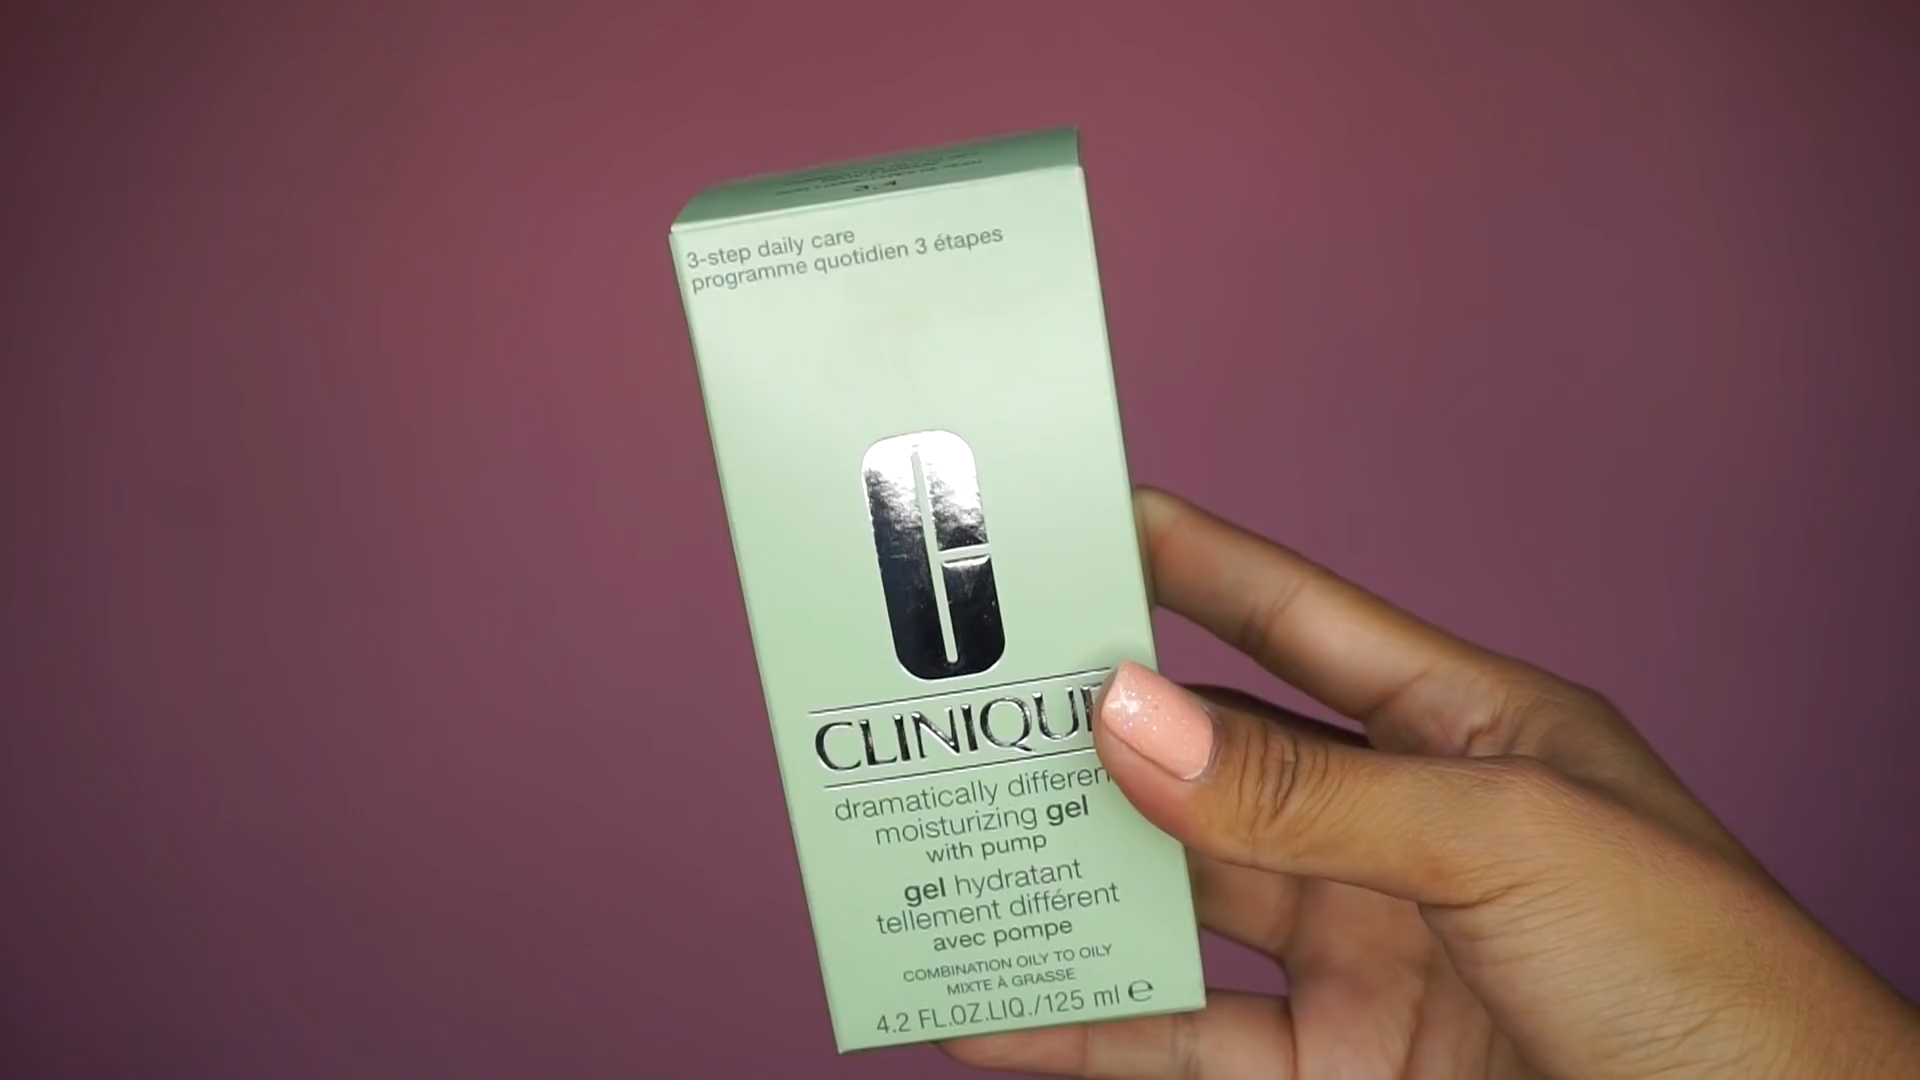 3-step daily care
programme quotidien 3 étapes
CLINIQUE
dramatically differen
moisturizing gel
with pump
gel hydratant
tellement différent
avec pompe
COMBINATION OILY TO OILY
MIXTE À GRASSE
4.2 FL.OZ.LIQ./125 ml ℮